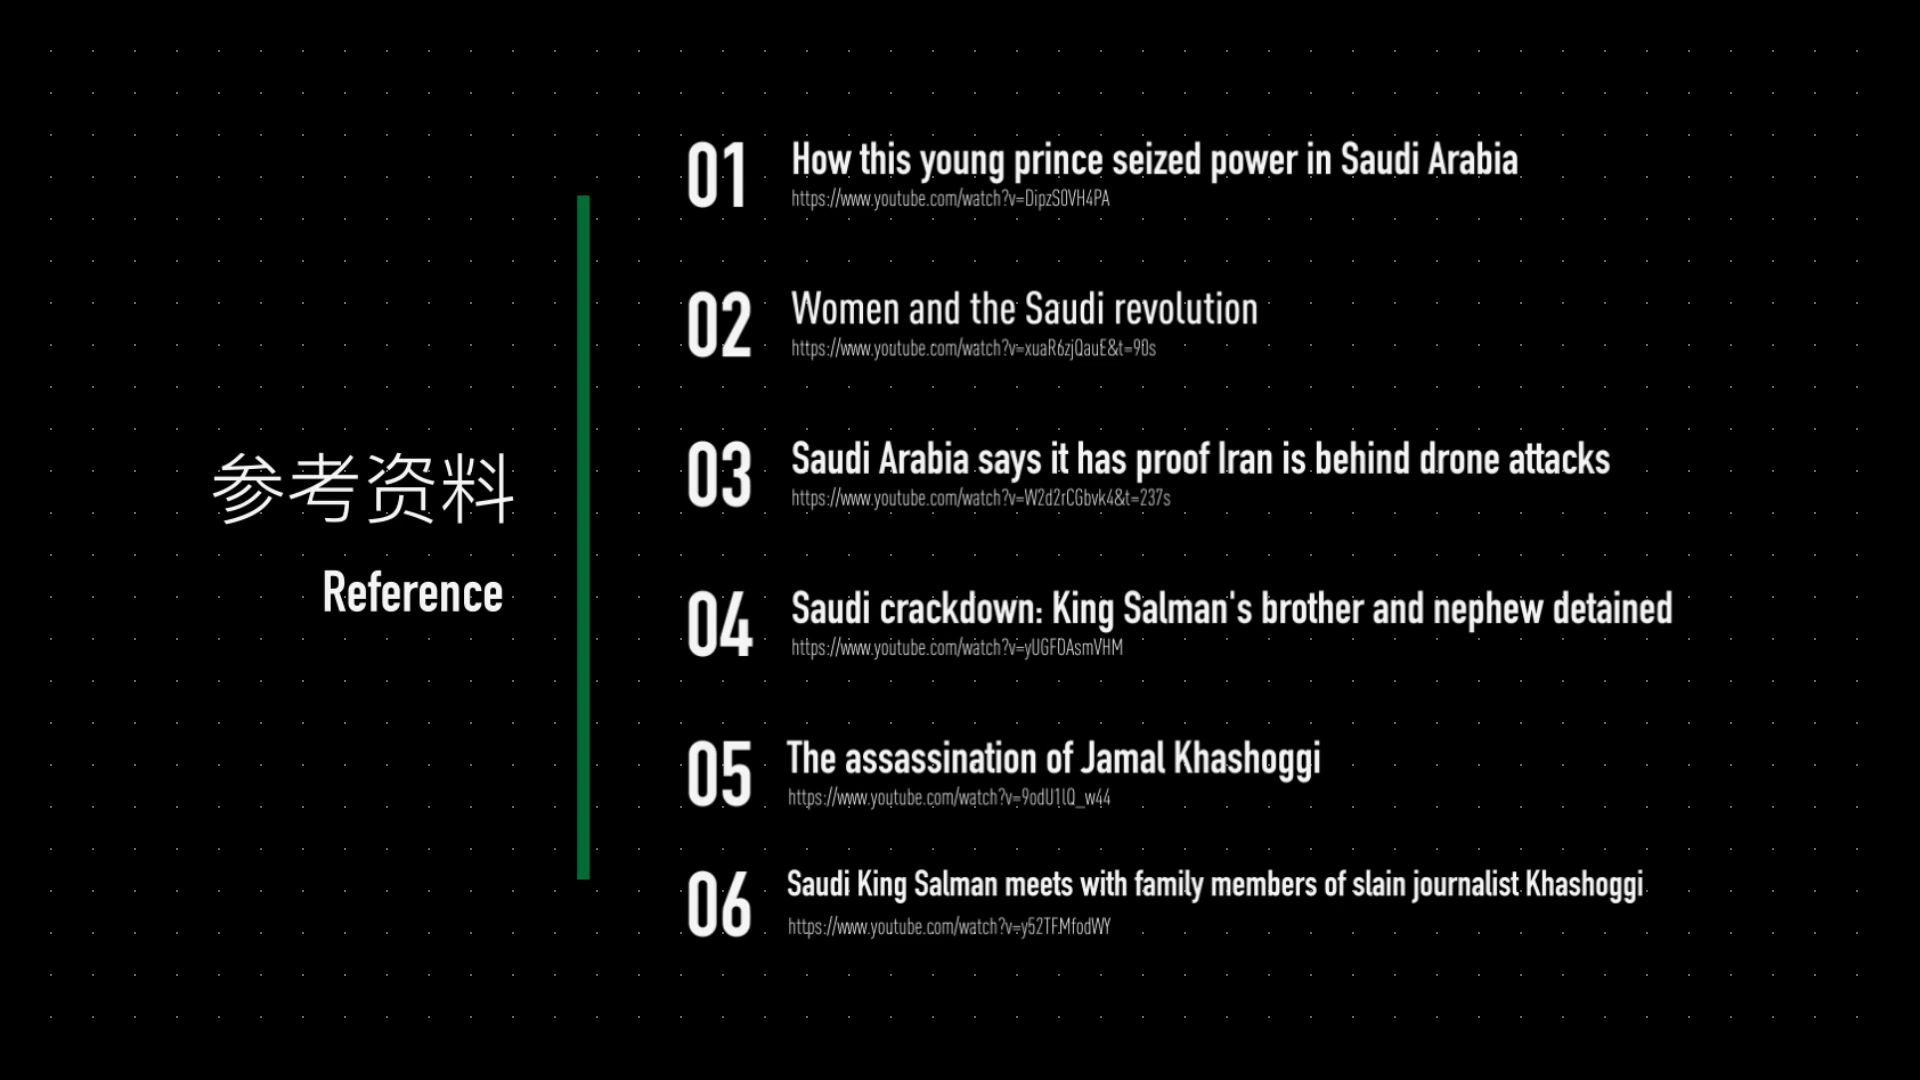 参考资料
Reference
01
How this young prince seized power in Saudi Arabia
https://www.youtube.com/watch?v=DipzS0VH4PA
02
Women and the Saudi revolution
https://www.youtube.com/watch?v=xuaR6zjQauE&t=90s
03
Saudi Arabia says it has proof Iran is behind drone attacks
https://www.youtube.com/watch?v=W2d2rCGbvk4&t=237s
04
Saudi crackdown: King Salman's brother and nephew detained
https://www.youtube.com/watch?v=yUGFOAsmVHM
05
The assassination of Jamal Khashoggi
https://www.youtube.com/watch?v=9odU1lQ_w44
06
Saudi King Salman meets with family members of slain journalist Khashoggi
https://www.youtube.com/watch?v=y52TFMfodWY